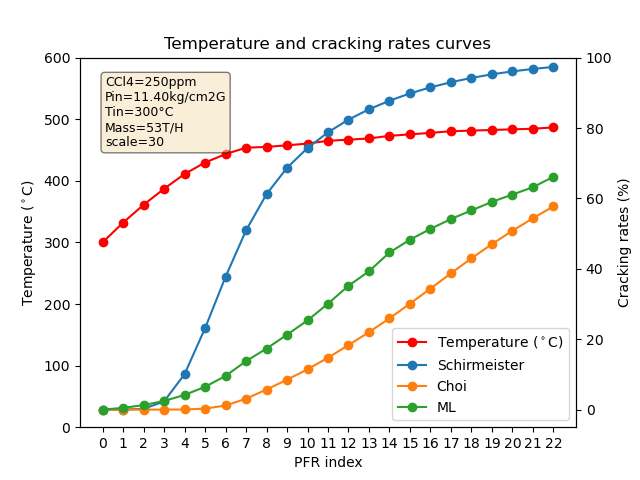 Temperature and cracking rates curves
600
500
400
300
200
100
0
Temperature (°C)
CCl4=250ppm
Pin=11.40kg/cm2G
Tin=300°C
Mass=53T/H
scale=30
100
80
60
40
20
0
Cracking rates (%)
Temperature (°C)
Schirmeister
Choi
ML
0 1 2 3 4 5 6 7 8 9 10 11 12 13 14 15 16 17 18 19 20 21 22
PFR index